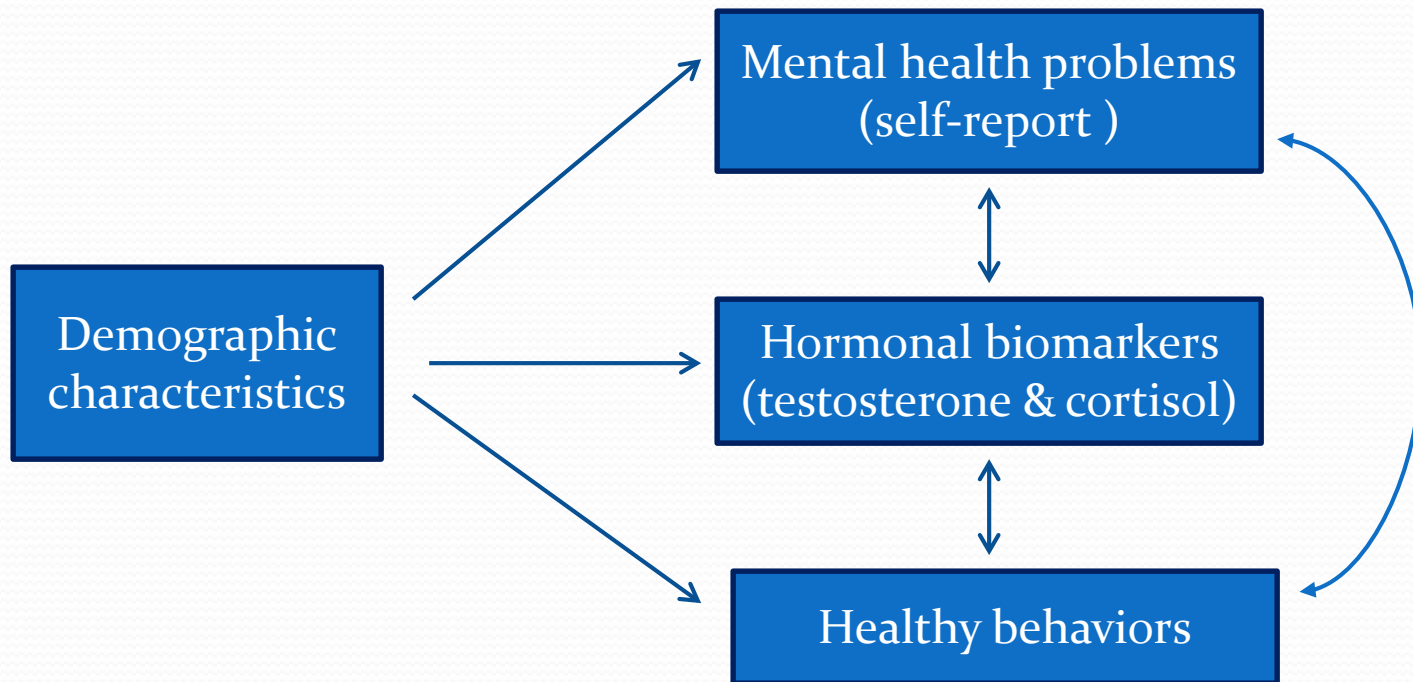 Mental health problems
(self-report )
Demographic
characteristics
Hormonal biomarkers
(testosterone & cortisol)
Healthy behaviors